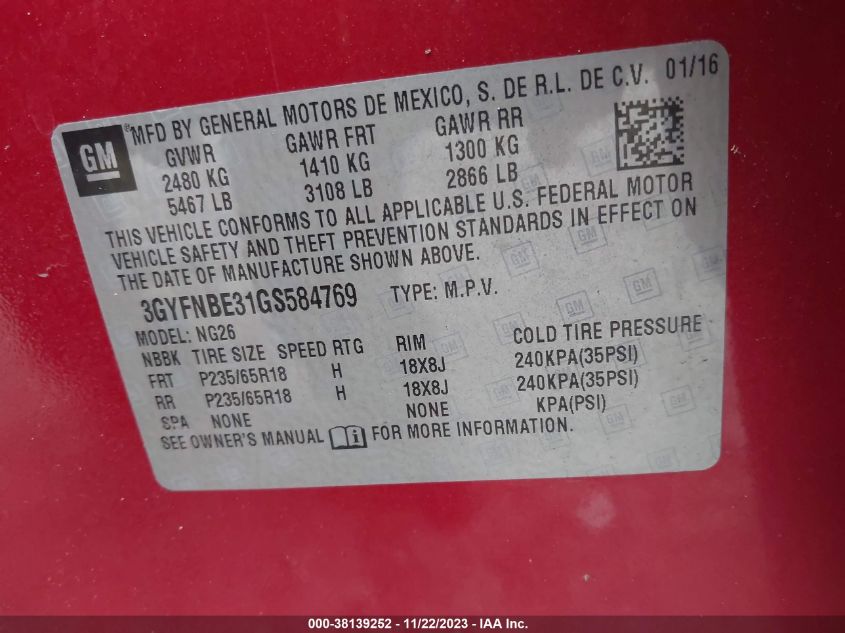 MFD BY GENERAL MOTORS DE MEXICO, S. DE R.L. DE C.V. 01/16
GM
GVWR GAWR FRT GAWR RR
2480 KG 1410 KG 1300 KG
5467 LB 3108 LB 2866 LB
THIS VEHICLE CONFORMS TO ALL APPLICABLE U.S. FEDERAL MOTOR
VEHICLE SAFETY AND THEFT PREVENTION STANDARDS IN EFFECT ON
THE DATE OF MANUFACTURE SHOWN ABOVE.
3GYFNBE31GS584769 TYPE: M.P.V.
MODEL: NG26
NBBK TIRE SIZE SPEED RTG RIM COLD TIRE PRESSURE
FRT P235/65R18 H 18X8J 240KPA(35PSI)
RR P235/65R18 H 18X8J 240KPA(35PSI)
SPA NONE NONE KPA(PSI)
SEE OWNER'S MANUAL FOR MORE INFORMATION.
000-38139252 - 11/22/2023 - IAA Inc.